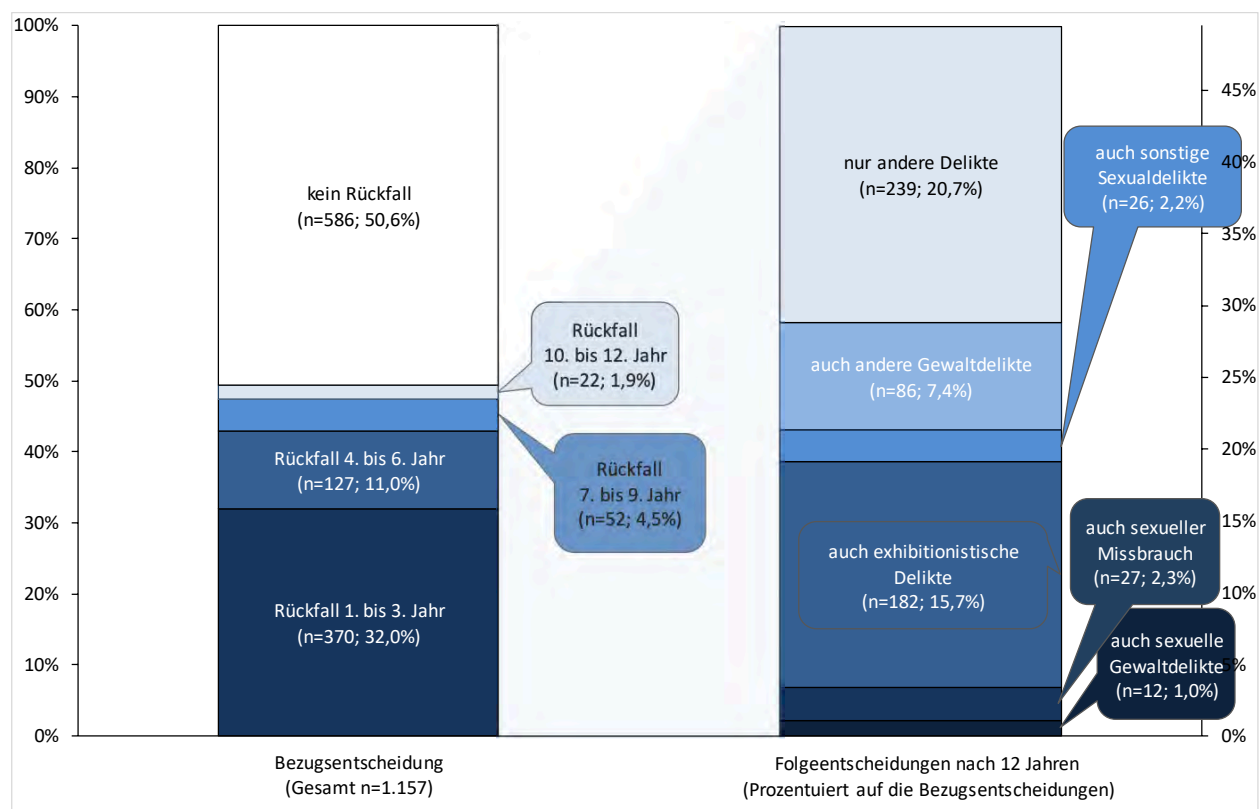 100%
90%
80%
70%
60%
50%
40%
30%
20%
10%
0%
kein Rückfall
(n=586; 50,6%)
Rückfall
10. bis 12. Jahr
(n=22; 1,9%)
Rückfall
7. bis 9. Jahr
(n=52; 4,5%)
Rückfall 4. bis 6. Jahr
(n=127; 11,0%)
Rückfall 1. bis 3. Jahr
(n=370; 32,0%)
Bezugsentscheidung
(Gesamt n=1.157)
nur andere Delikte
(n=239; 20,7%)
auch andere Gewaltdelikte
(n=86; 7,4%)
auch sonstige
Sexualdelikte
(n=26; 2,2%)
auch exhibitionistische
Delikte
(n=182; 15,7%)
auch sexueller
Missbrauch
(n=27; 2,3%)
auch sexuelle
Gewaltdelikte
(n=12; 1,0%)
Folgeentscheidungen nach 12 Jahren
(Prozentuiert auf die Bezugsentscheidungen)
45%
40%
35%
30%
25%
20%
15%
10%
5%
0%